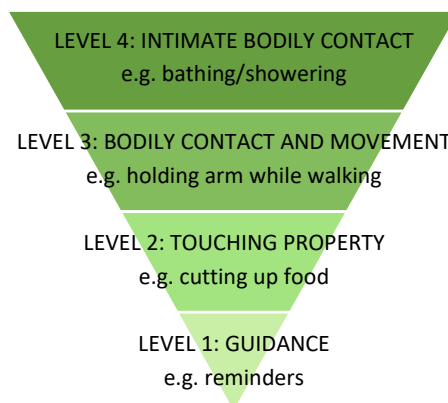 LEVEL 4: INTIMATE BODILY CONTACT
e.g. bathing/showering
LEVEL 3: BODILY CONTACT AND MOVEMENT
e.g. holding arm while walking
LEVEL 2: TOUCHING PROPERTY
e.g. cutting up food
LEVEL 1: GUIDANCE
e.g. reminders